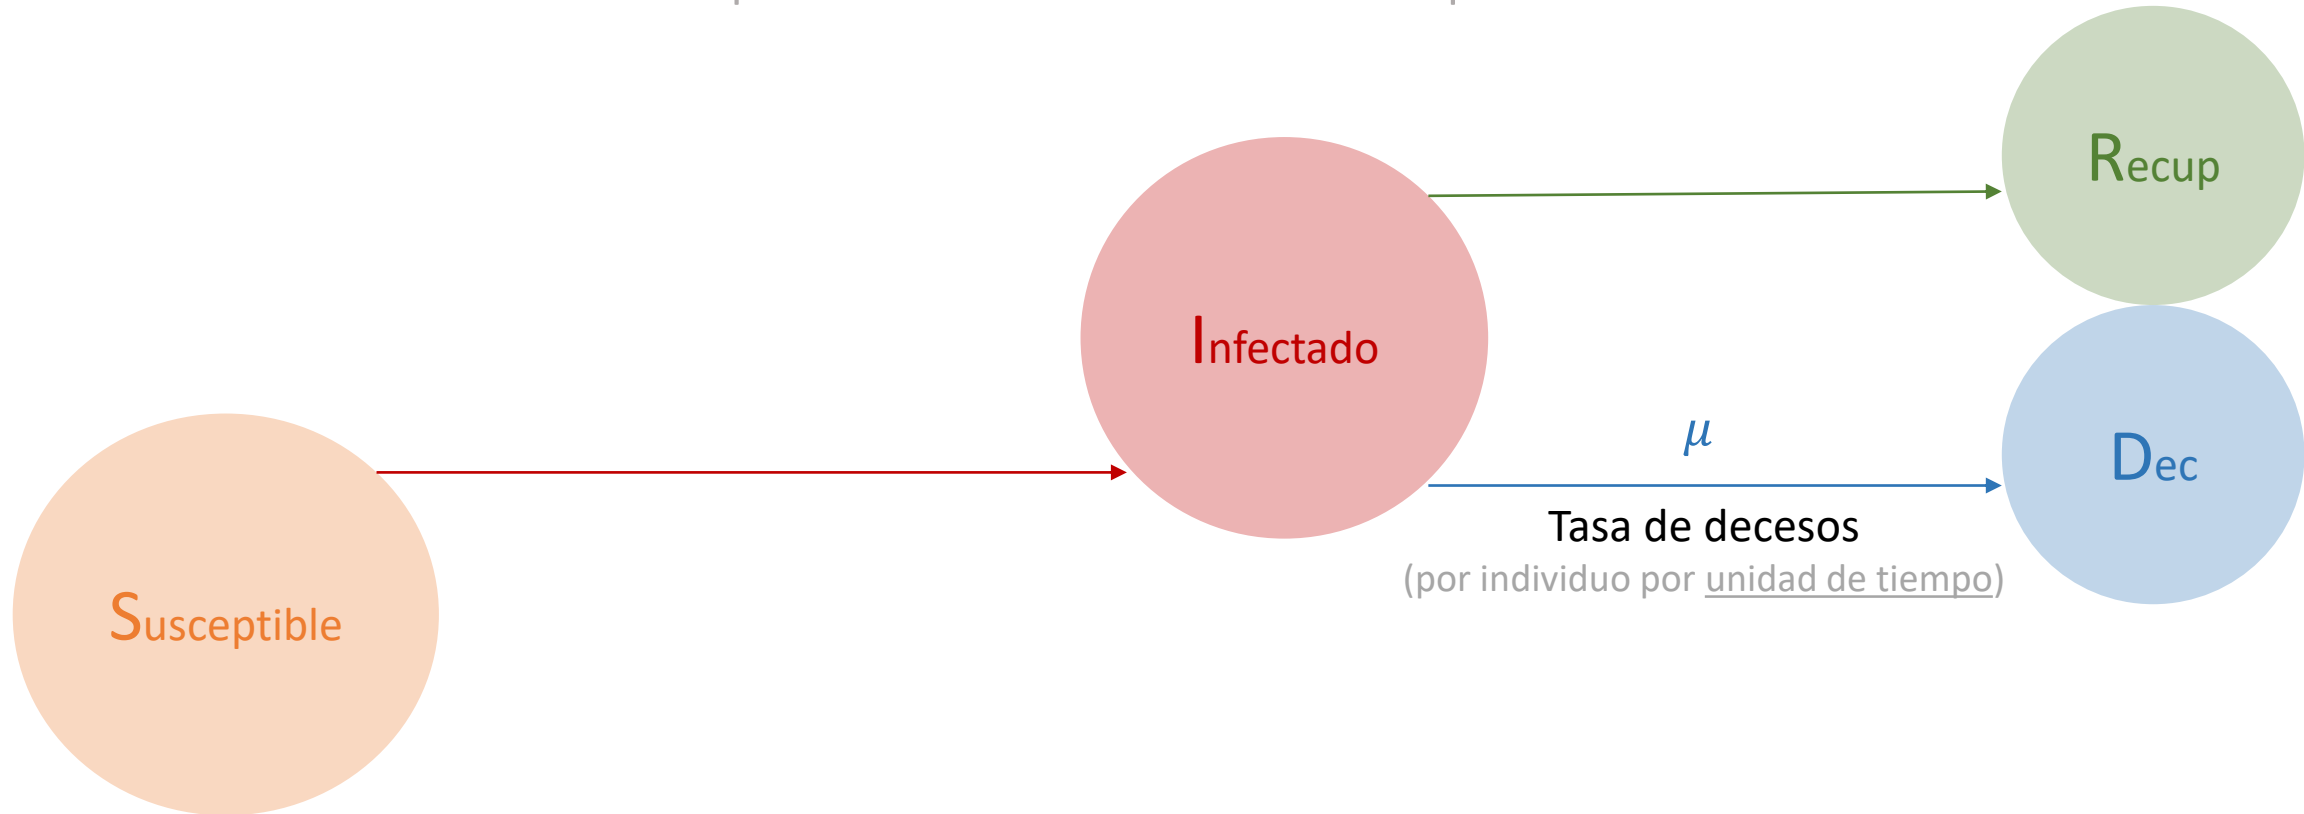 Recup
Infectado
μ
Dec
Tasa de decesos
(por individuo por unidad de tiempo)
Susceptible